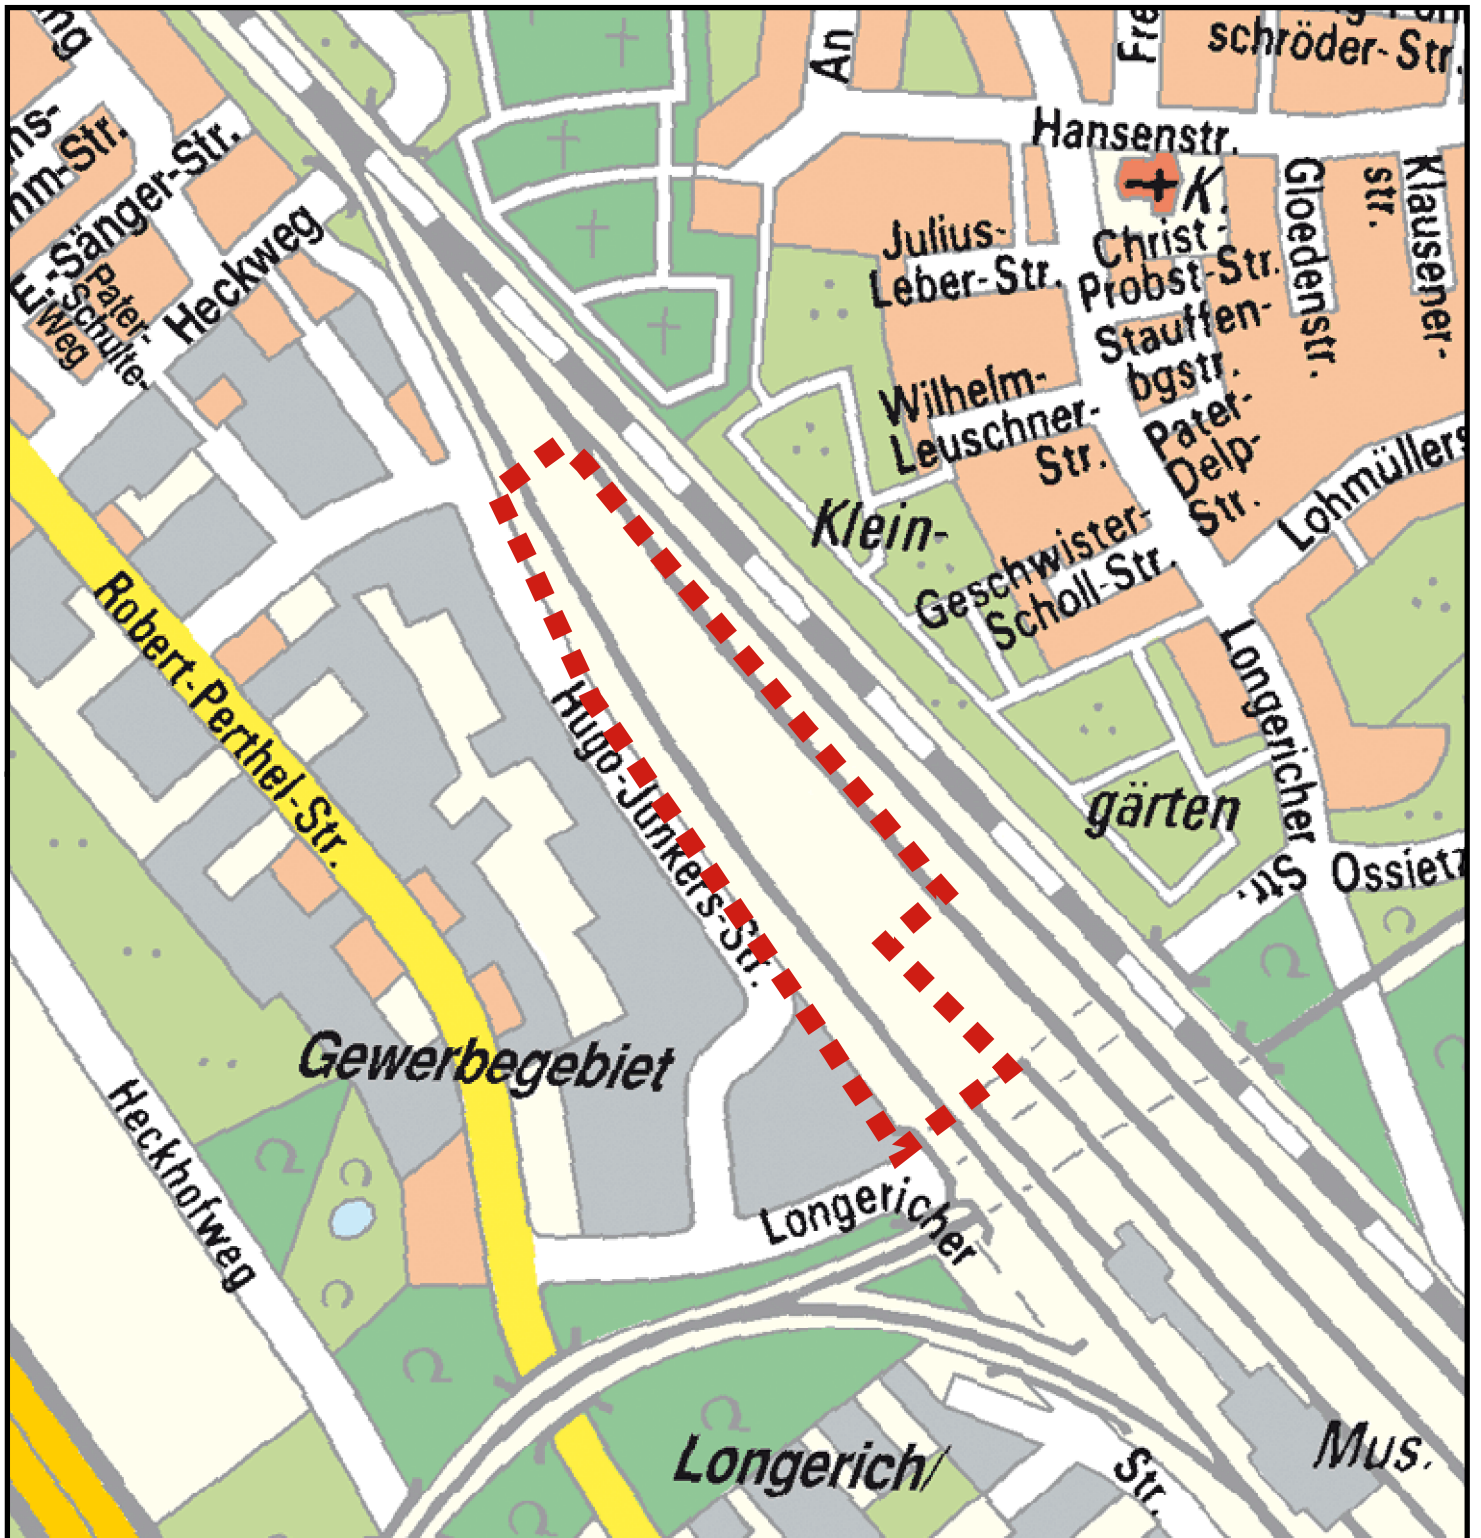 An
schröder-Str.
Hansenstr.
K.
Gloedenstr.
str.
Klausener-
-Sänger-Str.
Heckweg
Pater-
Schulte-
Weg
Julius-
Leber-Str.
Christ-
Probst-Str.
Stauffen-
bgstr.
Wilhelm-
Leuschner-
Str.
Pater-
Delp-
Str.
Lohmüllers
Klein-
gärten
Geschwister-
Scholl-Str.
Longericher
Str.
Ossietz
Robert-Perthel-Str.
Hugo-Junkers-Str.
Gewerbegebiet
Heckhofweg
Longericher
Str.
Longerich/
Mus.